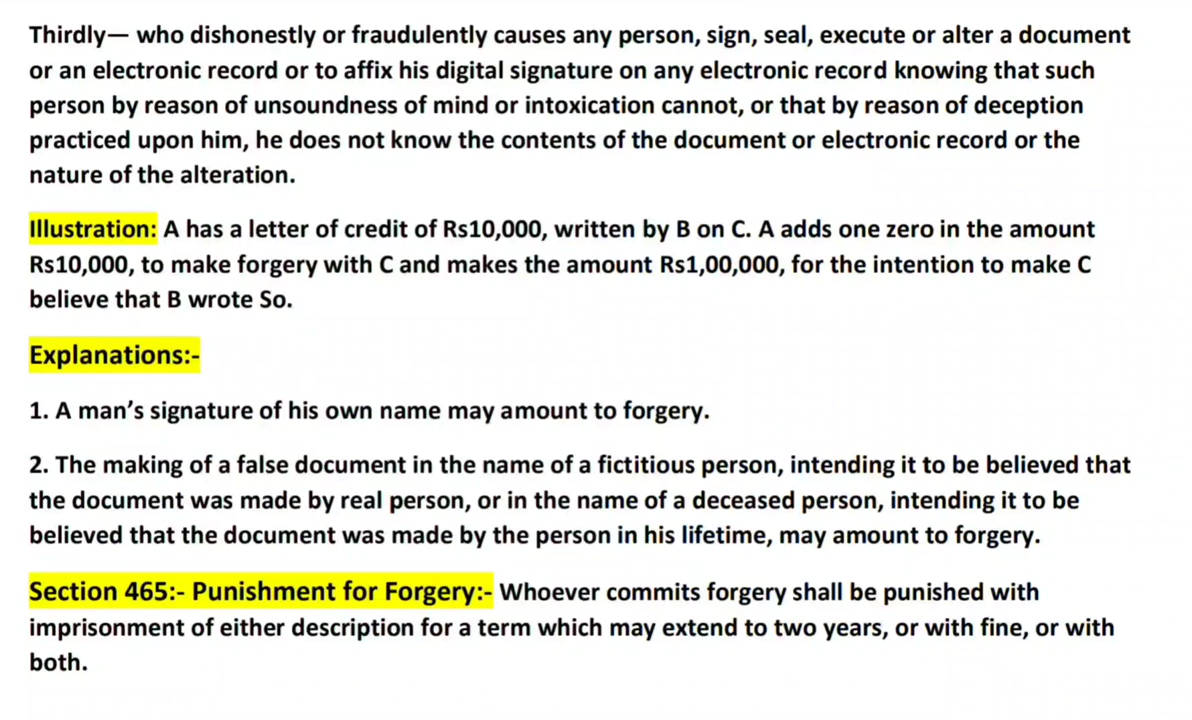 Thirdly— who dishonestly or fraudulently causes any person, sign, seal, execute or alter a document
or an electronic record or to affix his digital signature on any electronic record knowing that such
person by reason of unsoundness of mind or intoxication cannot, or that by reason of deception
practiced upon him, he does not know the contents of the document or electronic record or the
nature of the alteration.
Illustration: A has a letter of credit of Rs10,000, written by B on C. A adds one zero in the amount
Rs10,000, to make forgery with C and makes the amount Rs1,00,000, for the intention to make C
believe that B wrote So.
Explanations:-
1. A man’s signature of his own name may amount to forgery.
2. The making of a false document in the name of a fictitious person, intending it to be believed that
the document was made by real person, or in the name of a deceased person, intending it to be
believed that the document was made by the person in his lifetime, may amount to forgery.
Section 465:- Punishment for Forgery:- Whoever commits forgery shall be punished with
imprisonment of either description for a term which may extend to two years, or with fine, or with
both.